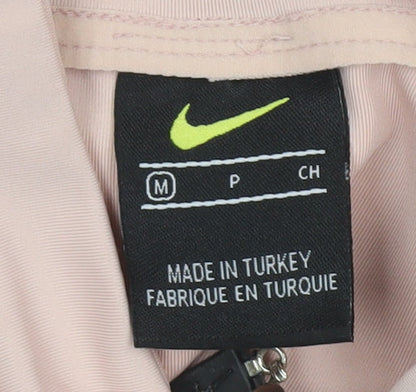 M P CH
MADE IN TURKEY
FABRIQUE EN TURQUIE